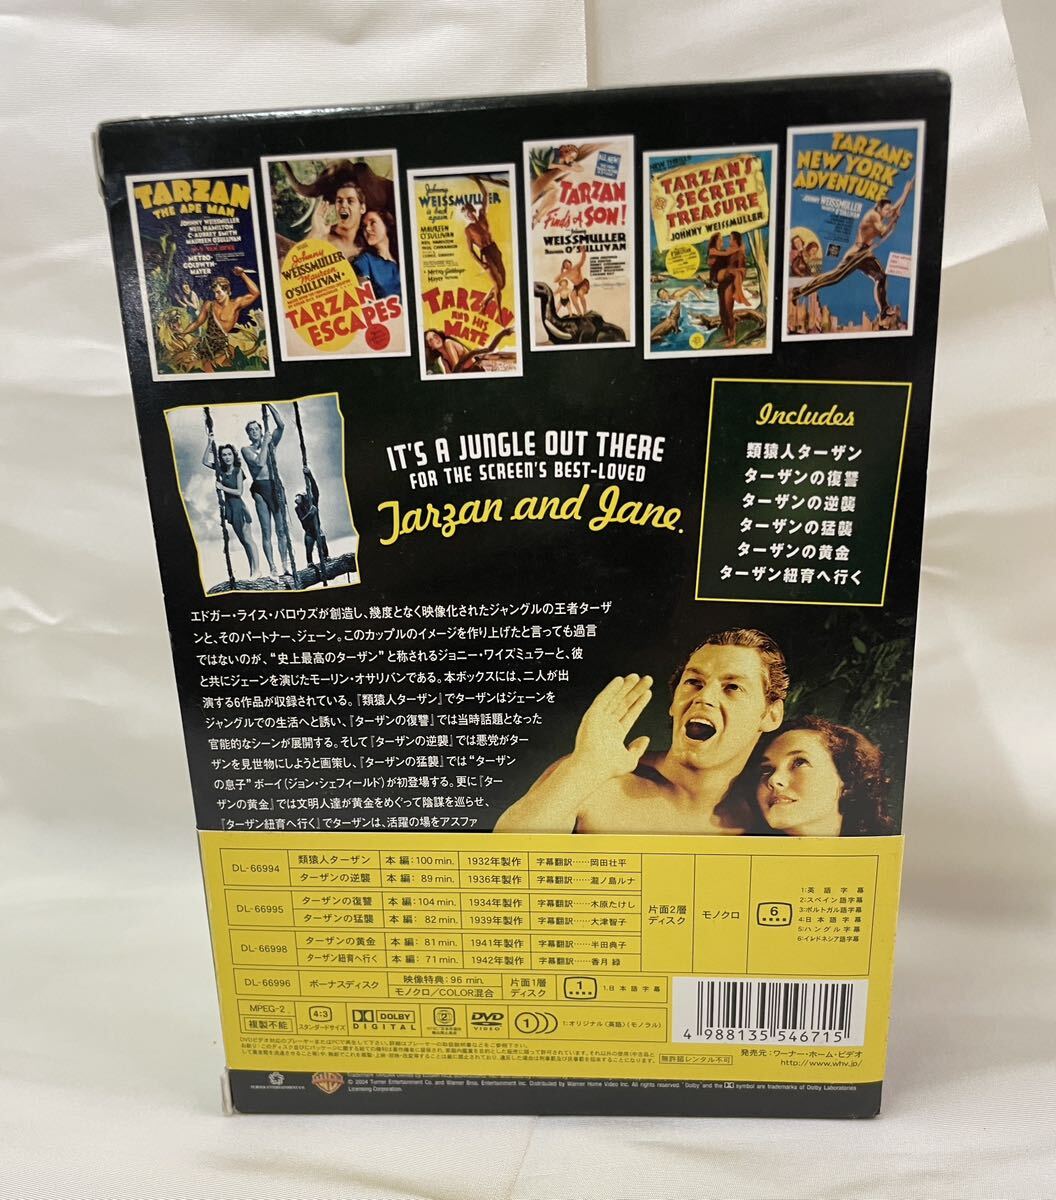 TARZAN
THE APE MAN
JOHNNY WEISSMULLER
NEIL HAMILTON
C. AUBREY SMITH
MAUREEN O'SULLIVAN
METRO-GOLDWYN-MAYER
Johnny
WEISSMULLER
Maureen
O'SULLIVAN
TARZAN
ESCAPES
Johnny
WEISSMULLER
is back again!
MAUREEN
O'SULLIVAN
NEIL HAMILTON
PAUL CAVANAGH
TARZAN
AND HIS
MATE
ALL NEW!
TARZAN
Finds A SON!
Johnny
WEISSMULLER
Maureen
O'SULLIVAN
TARZAN'S
SECRET
TREASURE
JOHNNY WEISSMULLER
TARZAN'S
NEW YORK
ADVENTURE
JOHNNY
WEISSMULLER
IT'S A JUNGLE OUT THERE
FOR THE SCREEN'S BEST-LOVED
Tarzan and Jane.
Includes
類猿人ターザン
ターザンの復讐
ターザンの逆襲
ターザンの猛襲
ターザンの黄金
ターザン紐育へ行く
エドガー・ライス・バロウズが創造し、幾度となく映像化されたジャングルの王者ターザ
ンと、そのパートナー、ジェーン。このカップルのイメージを作り上げたと言っても過言
ではないのが、“史上最高のターザン”と称されるジョニー・ワイズミュラーと、彼
と共にジェーンを演じたモーリン・オサリバンである。本ボックスには、二人が出
演する6作品が収録されている。『類猿人ターザン』でターザンはジェーンを
ジャングルでの生活へと誘い、『ターザンの復讐』では当時話題となった
官能的なシーンが展開する。そして『ターザンの逆襲』では悪党がター
ザンを見世物にしようと画策し、『ターザンの猛襲』では“ターザン
の息子”ボーイ(ジョン・シェフィールド)が初登場する。更に『ター
ザンの黄金』では文明人達が黄金をめぐって陰謀を巡らせ、
『ターザン紐育へ行く』でターザンは、活躍の場をアスファ
DL-66994 類猿人ターザン 本編:100 min. 1932年製作 字幕翻訳……岡田壮平
ターザンの逆襲 本編: 89 min. 1936年製作 字幕翻訳……瀧ノ島ルナ
DL-66995 ターザンの復讐 本編:104 min. 1934年製作 字幕翻訳……木原たけし
ターザンの猛襲 本編: 82 min. 1939年製作 字幕翻訳……大津智子
DL-66998 ターザンの黄金 本編: 81 min. 1941年製作 字幕翻訳……半田典子
ターザン紐育へ行く 本編: 71 min. 1942年製作 字幕翻訳……香月 緑
片面2層
ディスク
モノクロ
6
1:英語字幕
2:スペイン語字幕
3:ポルトガル語字幕
4:日本語字幕
5:ハングル字幕
6:インドネシア語字幕
DL-66996 ボーナスディスク 映像特典:96 min.
モノクロ/COLOR混合
片面1層
ディスク
1
1.日本語字幕
MPEG-2
複製不能
4:3
スタンダードサイズ
DOLBY
DIGITAL
2
DVD
VIDEO
1
1:オリジナル(英語)(モノラル)
4 988135 546715
発売元:ワーナー・ホーム・ビデオ
http://www.whv.jp/
無許可レンタル不可
TURNER ENTERTAINMENT CO.
© 2004 Turner Entertainment Co. and Warner Bros. Entertainment Inc. Distributed by Warner Home Video Inc. All rights reserved. "Dolby" and the DD symbol are trademarks of Dolby Laboratories
Licensing Corporation.